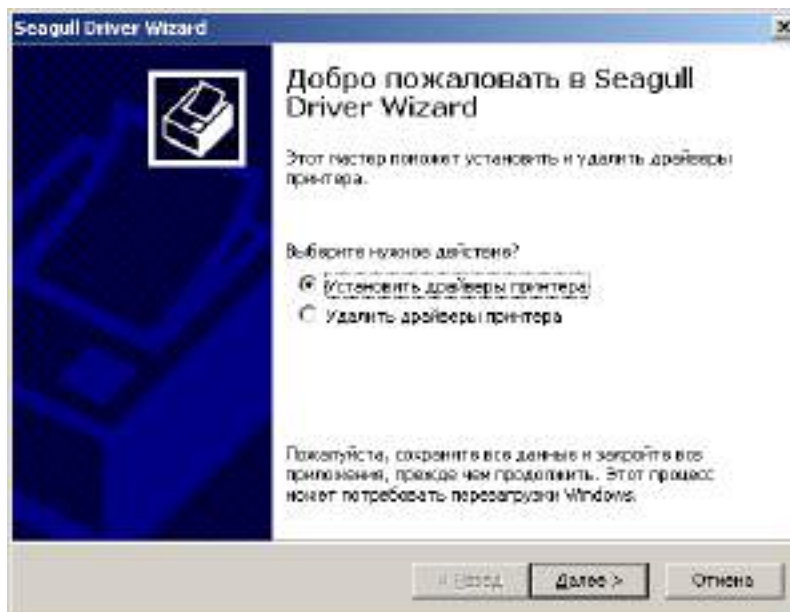 Seagull Driver Wizard
Добро пожаловать в Seagull
Driver Wizard
Этот мастер поможет установить и удалить драйверы
принтера.
Выберите нужное действие?
Установить драйверы принтера
Удалить драйверы принтера
Пожалуйста, сохраните все данные и закройте все
приложения, прежде чем продолжить. Этот процесс
может потребовать перезагрузки Windows.
< Назад
Далее >
Отмена